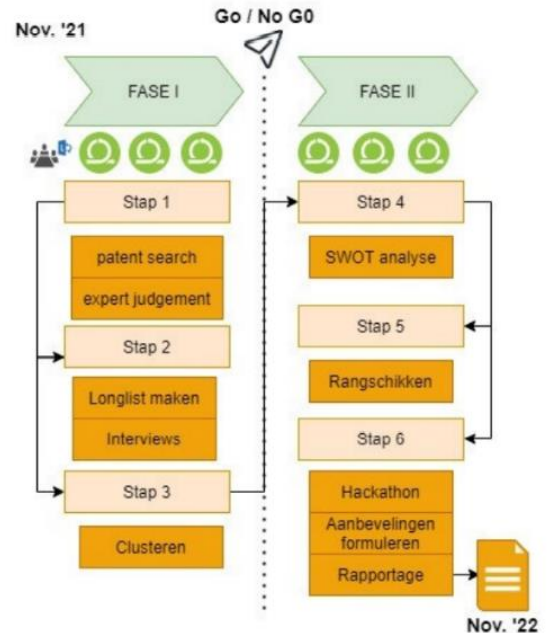 Nov. '21
Go / No G0
FASE I
Stap 1
patent search
expert judgement
Stap 2
Longlist maken
Interviews
Stap 3
Clusteren
FASE II
Stap 4
SWOT analyse
Stap 5
Rangschikken
Stap 6
Hackathon
Aanbevelingen
formuleren
Rapportage
Nov. '22